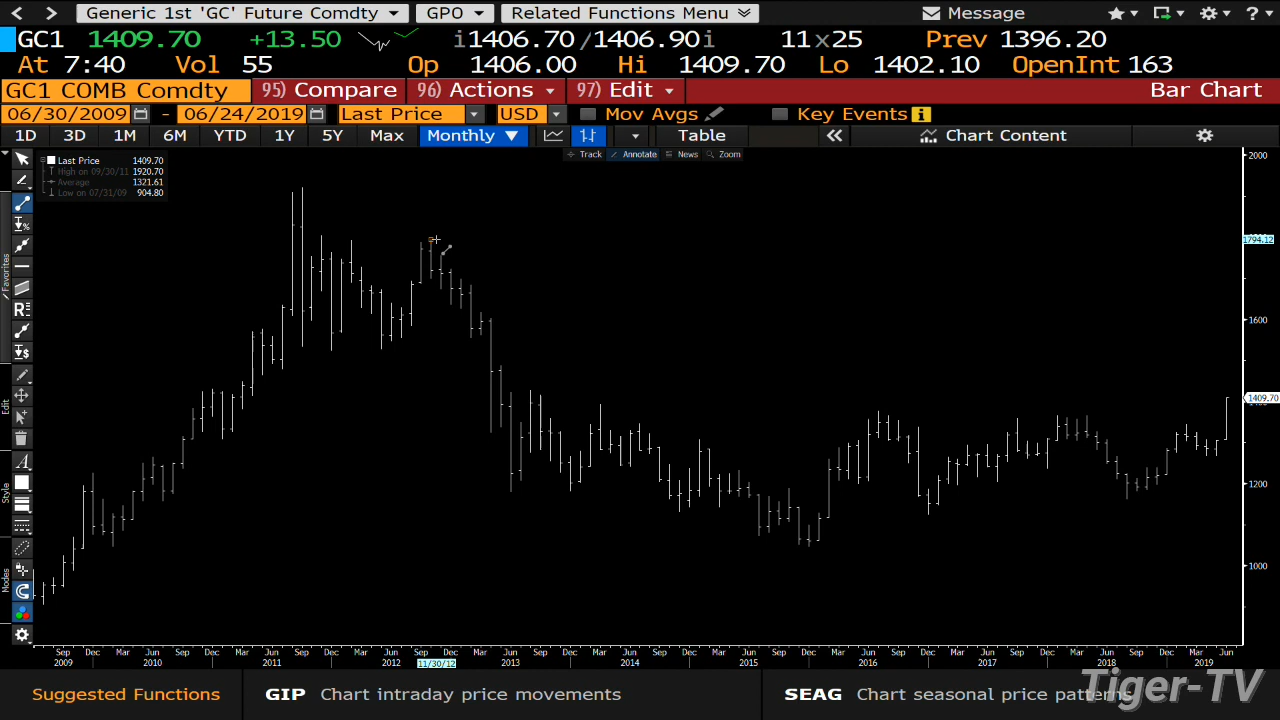 Generic 1st 'GC' Future Comdty GPO Related Functions Menu Message ?
GC1 1409.70 +13.50 i1406.70/1406.90i 11x25 Prev 1396.20
At 7:40 Vol 55 Op 1406.00 Hi 1409.70 Lo 1402.10 OpenInt 163
GC1 COMB Comdty 95) Compare 96) Actions 97) Edit Bar Chart
06/30/2009 - 06/24/2019 Last Price USD Mov Avgs Key Events i
1D 3D 1M 6M YTD 1Y 5Y Max Monthly Table Chart Content
Track Annotate News Zoom
Last Price 1409.70
High on 09/30/11 1920.70
Average 1321.61
Low on 07/31/09 904.80
Favorites
Edit
Style
Modes
2000
1794.12
1600
1409.70
1200
1000
Sep Dec Mar Jun Sep Dec Mar Jun Sep Dec Mar Jun Sep Dec Mar Jun Sep Dec Mar Jun Sep Dec Mar Jun Sep Dec Mar Jun Sep Dec Mar Jun Sep Dec Mar Jun Sep Dec Mar Jun
2009 2010 2011 2012 11/30/12 2013 2014 2015 2016 2017 2018 2019
Suggested Functions GIP Chart intraday price movements SEAG Chart seasonal price patterns
Tiger-TV